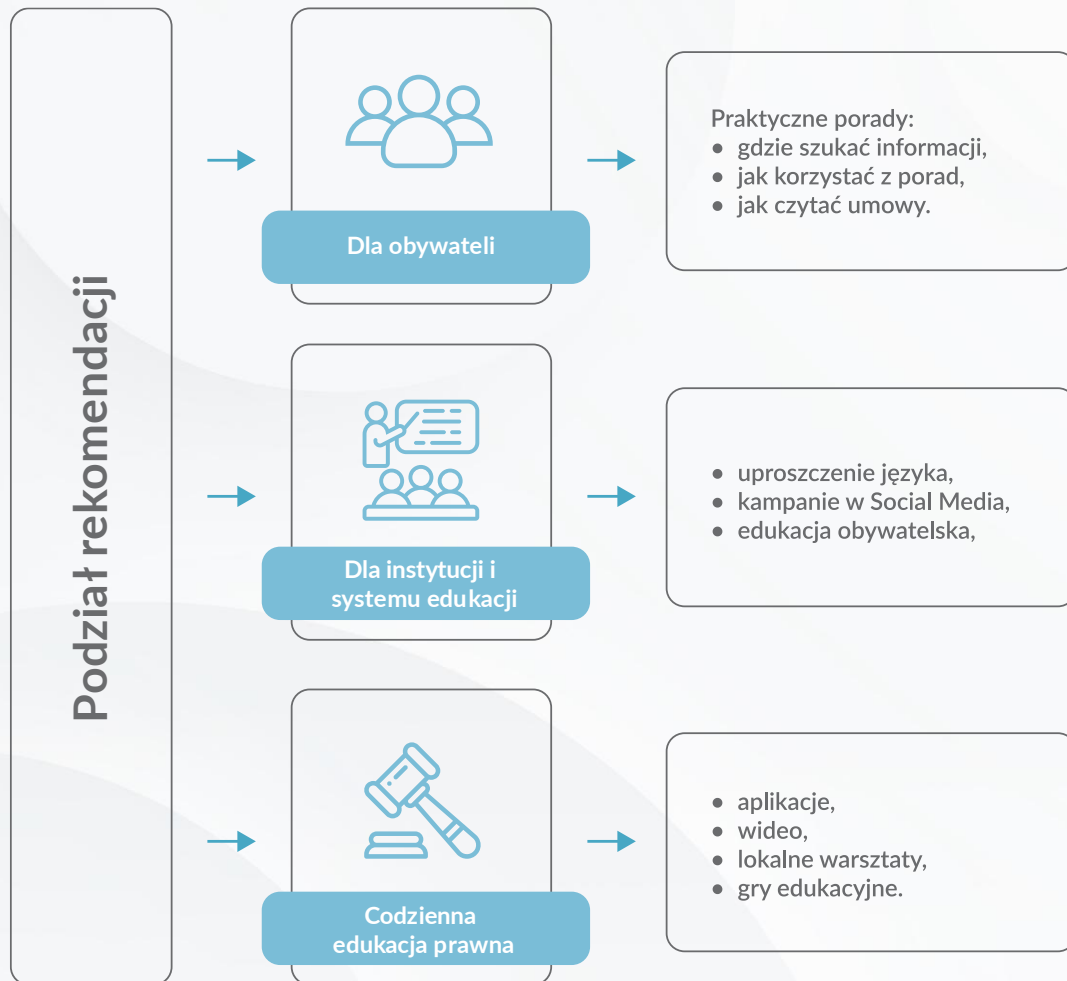 Podział rekomendacji
Dla obywateli
Praktyczne porady:
● gdzie szukać informacji,
● jak korzystać z porad,
● jak czytać umowy.
Dla instytucji i
systemu edukacji
● uproszczenie języka,
● kampanie w Social Media,
● edukacja obywatelska,
Codzienna
edukacja prawna
● aplikacje,
● wideo,
● lokalne warsztaty,
● gry edukacyjne.